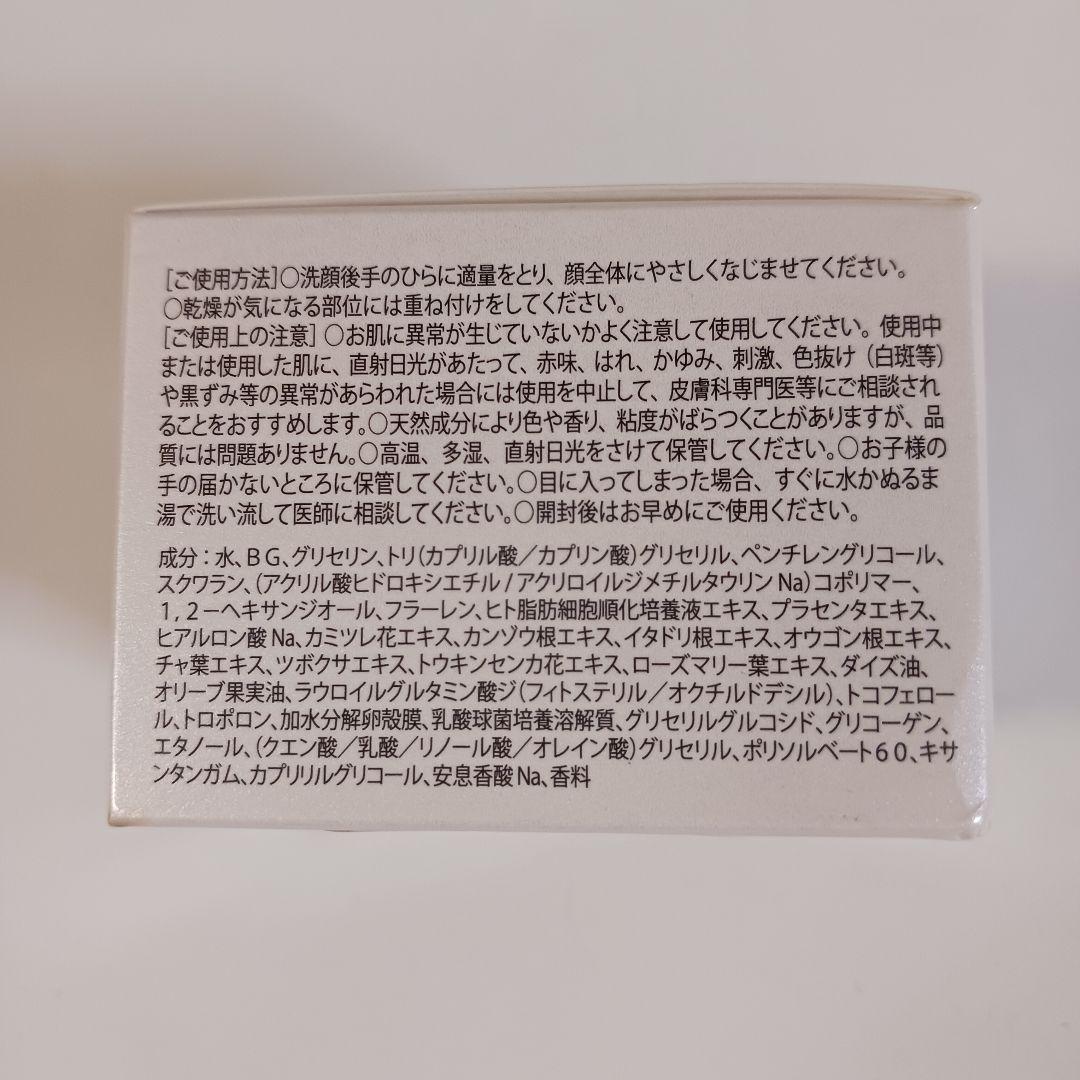 [ご使用方法]〇洗顔後手のひらに適量をとり、顔全体にやさしくなじませてください。
〇乾燥が気になる部位には重ね付けをしてください。
[ご使用上の注意] 〇お肌に異常が生じていないかよく注意して使用してください。使用中
または使用した肌に、直射日光があたって、赤味、はれ、かゆみ、刺激、色抜け（白斑等）
や黒ずみ等の異常があらわれた場合には使用を中止して、皮膚科専門医等にご相談され
ることをおすすめします。〇天然成分により色や香り、粘度がばらつくことがありますが、品
質には問題ありません。〇高温、多湿、直射日光をさけて保管してください。〇お子様の
手の届かないところに保管してください。〇目に入ってしまった場合、すぐに水かぬるま
湯で洗い流して医師に相談してください。〇開封後はお早めにご使用ください。
成分：水、BG、グリセリン、トリ(カプリル酸／カプリン酸)グリセリル、ペンチレングリコール、
スクワラン、(アクリル酸ヒドロキシエチル / アクリロイルジメチルタウリン Na)コポリマー、
1,2－ヘキサンジオール、フラーレン、ヒト脂肪細胞順化培養液エキス、プラセンタエキス、
ヒアルロン酸 Na、カミツレ花エキス、カンゾウ根エキス、イタドリ根エキス、オウゴン根エキス、
チャ葉エキス、ツボクサエキス、トウキンセンカ花エキス、ローズマリー葉エキス、ダイズ油、
オリーブ果実油、ラウロイルグルタミン酸ジ(フィトステリル／オクチルドデシル)、トコフェロー
ル、トロポロン、加水分解卵殻膜、乳酸球菌培養溶解質、グリセリルグルコシド、グリコーゲン、
エタノール、(クエン酸／乳酸／リノール酸／オレイン酸)グリセリル、ポリソルベート60、キサ
ンタンガム、カプリリルグリコール、安息香酸 Na、香料